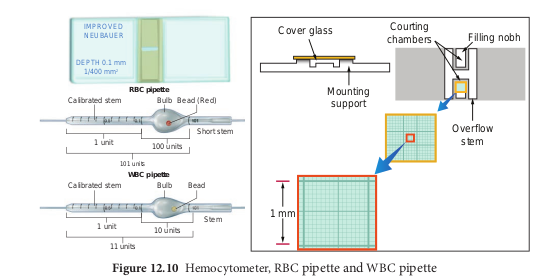 IMPROVED
NEUBAUER
DEPTH 0.1 mm
1/400 mm²
RBC pipette
Calibrated stem
Bulb
Bead (Red)
Short stem
1 unit
100 units
101 units
WBC pipette
Calibrated stem
Bulb
Bead
Stem
1 unit
10 units
11 units
Cover glass
Mounting
support
Courting
chambers
Filling nobh
Overflow
stem
1 mm
Figure 12.10 Hemocytometer, RBC pipette and WBC pipette